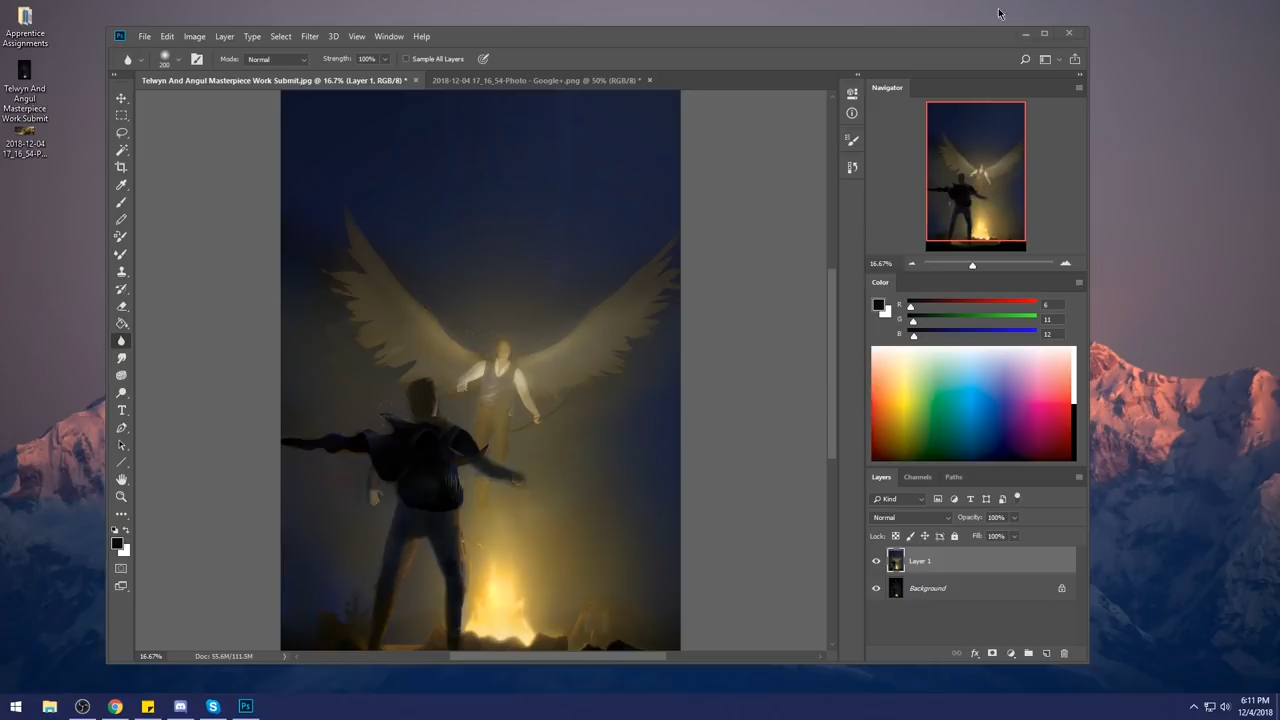 Apprentice
Assignments
Telwyn And
Angul
Masterpiece
Work Submit
2018-12-04
17_16_54-P...
Ps
File Edit Image Layer Type Select Filter 3D View Window Help
200
Mode: Normal
Strength: 100%
Sample All Layers
Telwyn And Angul Masterpiece Work Submit.jpg @ 16.7% (Layer 1, RGB/8) * ×
2018-12-04 17_16_54-Photo - Google+.png @ 50% (RGB/8) * ×
Navigator
16.67%
Color
R 6
G 11
B 12
Layers Channels Paths
Kind
Normal Opacity: 100%
Lock: Fill: 100%
Layer 1
Background
16.67% Doc: 55.6M/111.5M
6:11 PM
12/4/2018